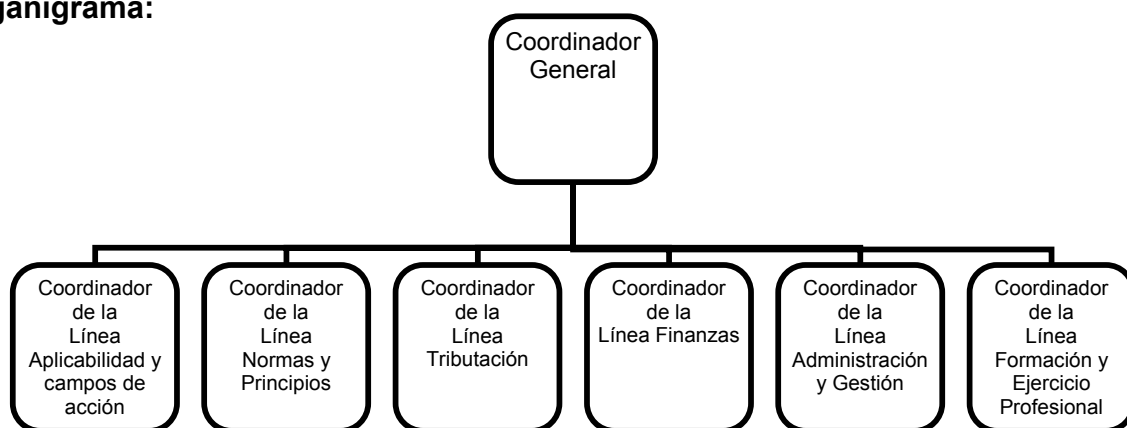 ganigrama:
Coordinador
General
Coordinador
de la
Línea
Aplicabilidad y
campos de
acción
Coordinador
de la
Línea
Normas y
Principios
Coordinador
de la
Línea
Tributación
Coordinador
de la
Línea Finanzas
Coordinador
de la
Línea
Administración
y Gestión
Coordinador
de la
Línea
Formación y
Ejercicio
Profesional